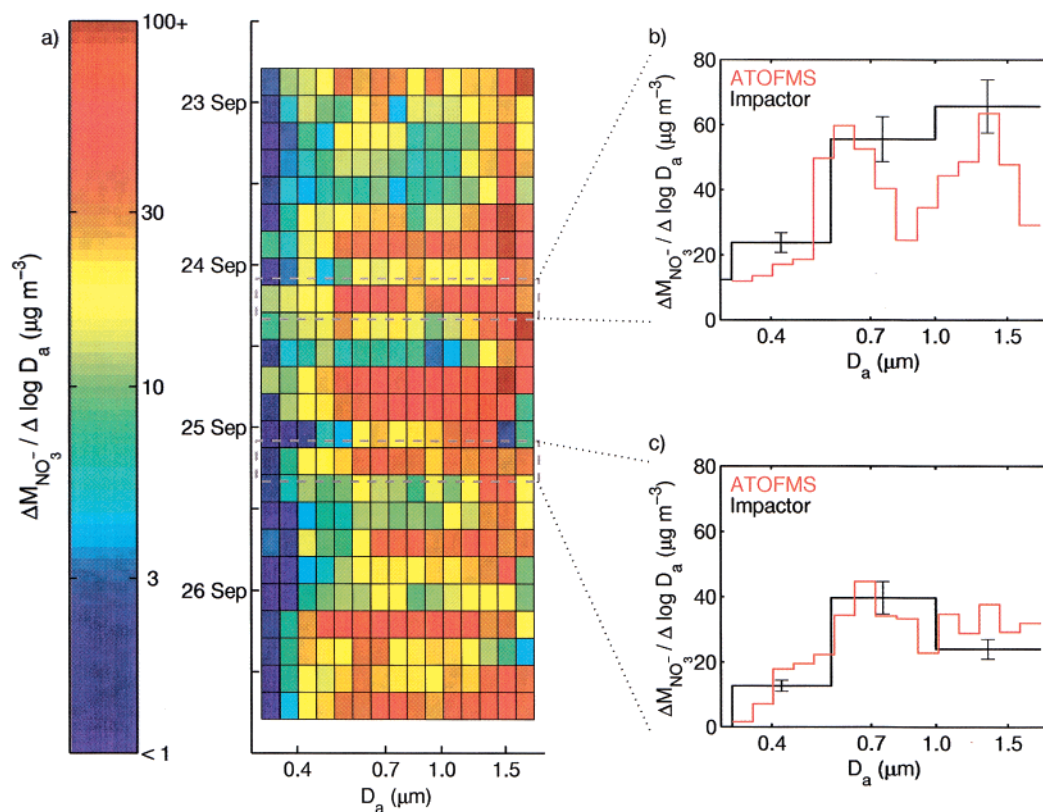 a)
100+
30
10
3
<1
ΔM_NO₃⁻ / Δ log D_a (μg m⁻³)
23 Sep
24 Sep
25 Sep
26 Sep
0.4 0.7 1.0 1.5
D_a (μm)
b)
80
60
40
20
0
ΔM_NO₃⁻ / Δ log D_a (μg m⁻³)
ATOFMS
Impactor
0.4 0.7 1.0 1.5
D_a (μm)
c)
80
60
40
20
0
ΔM_NO₃⁻ / Δ log D_a (μg m⁻³)
ATOFMS
Impactor
0.4 0.7 1.0 1.5
D_a (μm)